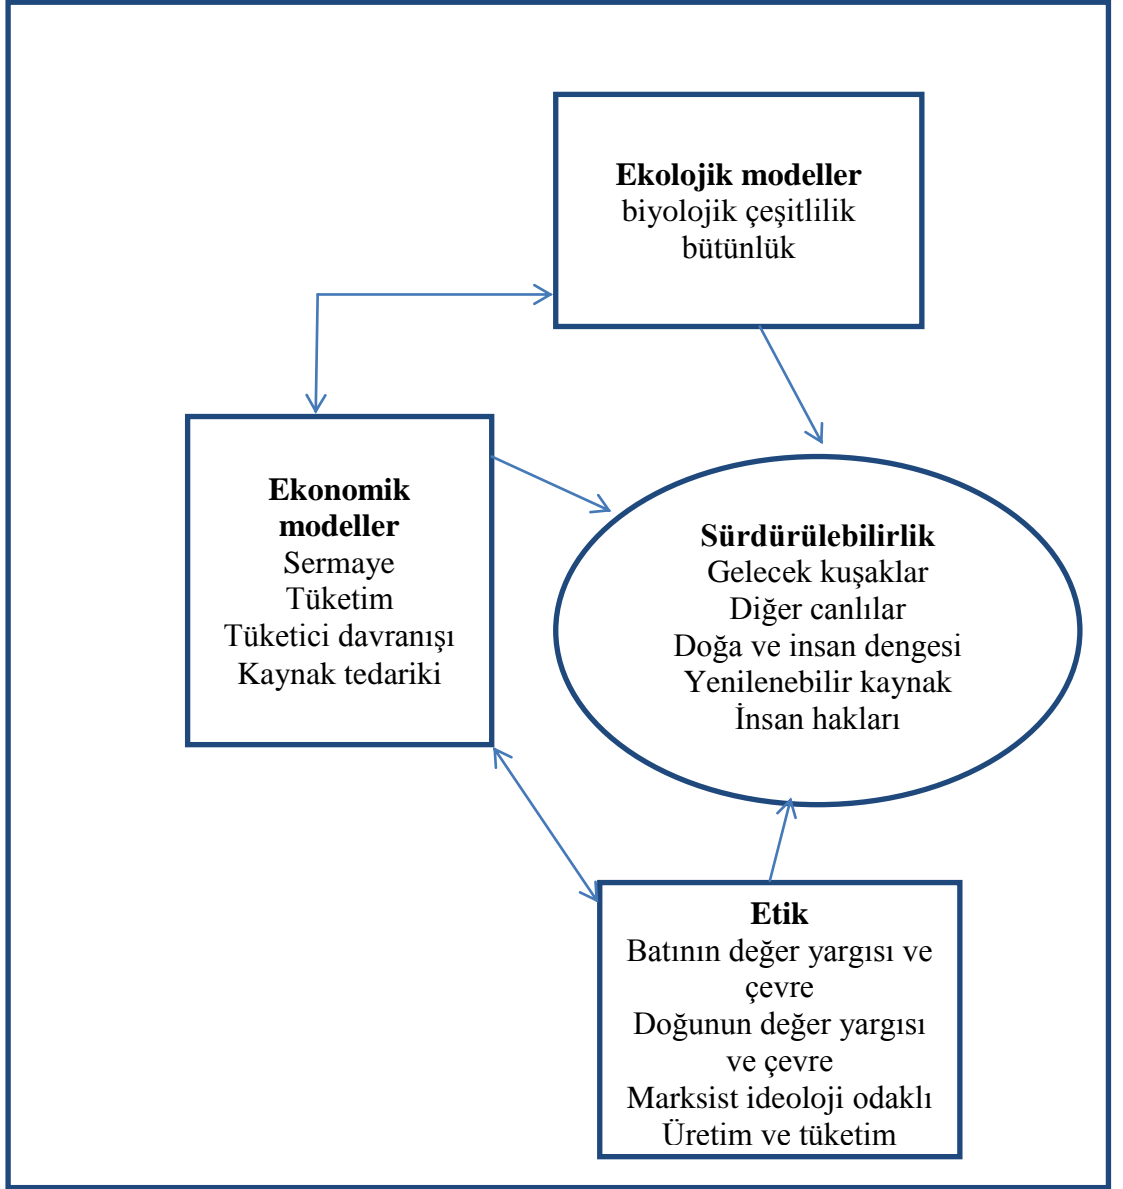 Ekolojik modeller
biyolojik çeşitlilik
bütünlük
Ekonomik
modeller
Sermaye
Tüketim
Tüketici davranışı
Kaynak tedariki
Sürdürülebilirlik
Gelecek kuşaklar
Diğer canlılar
Doğa ve insan dengesi
Yenilenebilir kaynak
İnsan hakları
Etik
Batının değer yargısı ve
çevre
Doğunun değer yargısı
ve çevre
Marksist ideoloji odaklı
Üretim ve tüketim